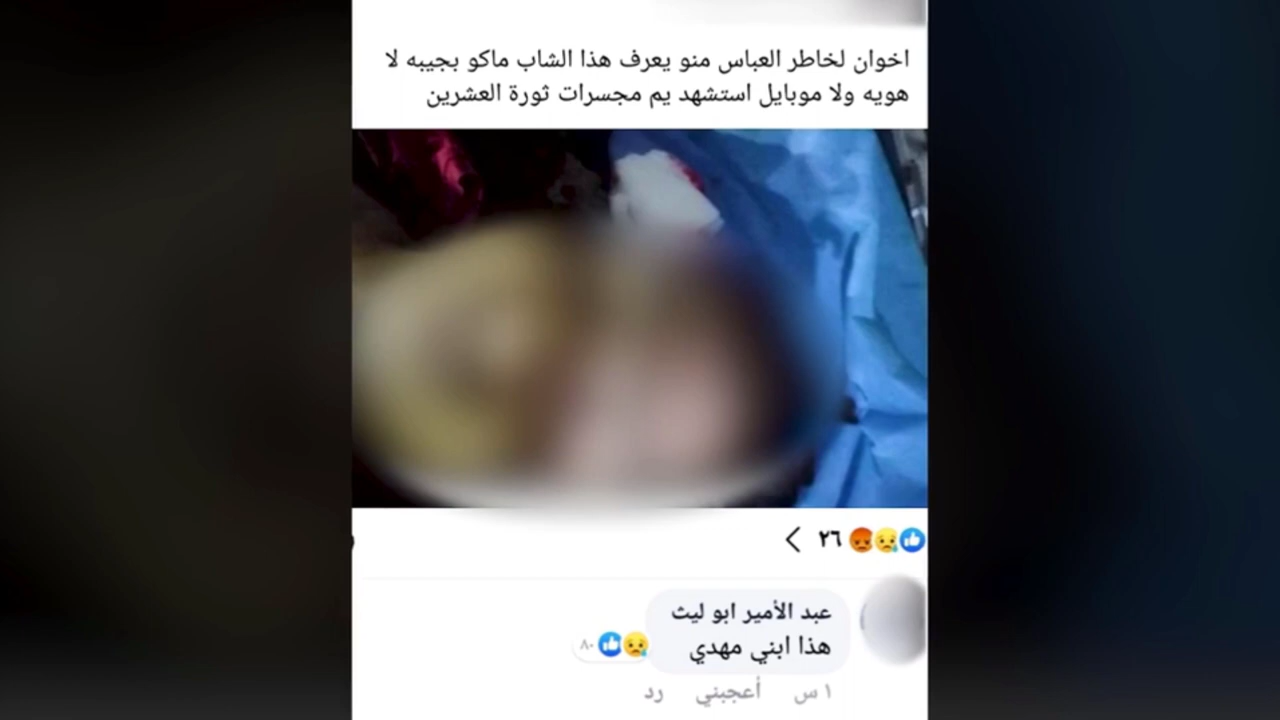 اخوان لخاطر العباس منو يعرف هذا الشاب ماكو بجيبه لا
هويه ولا موبايل استشهد يم مجسرات ثورة العشرين
٢٦
عبد الأمير ابو ليث
هذا ابني مهدي
٨٠
١ س أعجبني رد